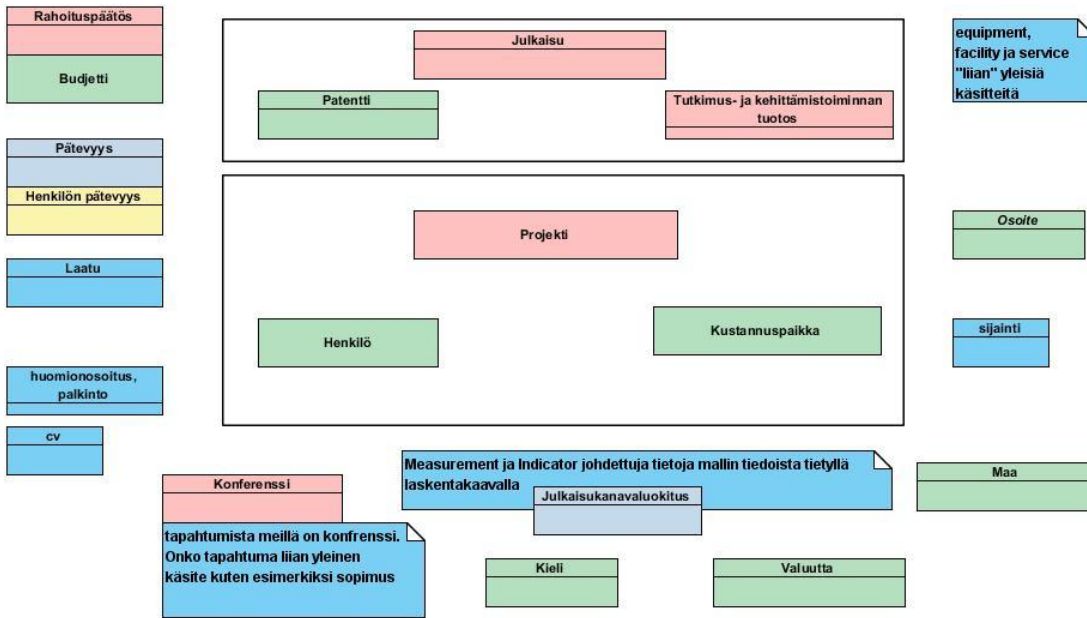 Rahoituspäätös
Budjetti
Julkaisu
Patentti
Tutkimus- ja kehittämistoiminnan
tuotos
equipment,
facility ja service
"liian" yleisiä
käsitteitä
Pätevyys
Henkilön pätevyys
Projekti
Osoite
Laatu
Henkilö
Kustannuspaikka
sijainti
huomionosoitus,
palkinto
cv
Measurement ja Indicator johdettuja tietoja mallin tiedoista tietyllä
laskentakaavalla
Konferenssi
Julkaisukanavaluokitus
Maa
tapahtumista meillä on konfrenssi.
Onko tapahtuma liian yleinen
käsite kuten esimerkiksi sopimus
Kieli
Valuutta